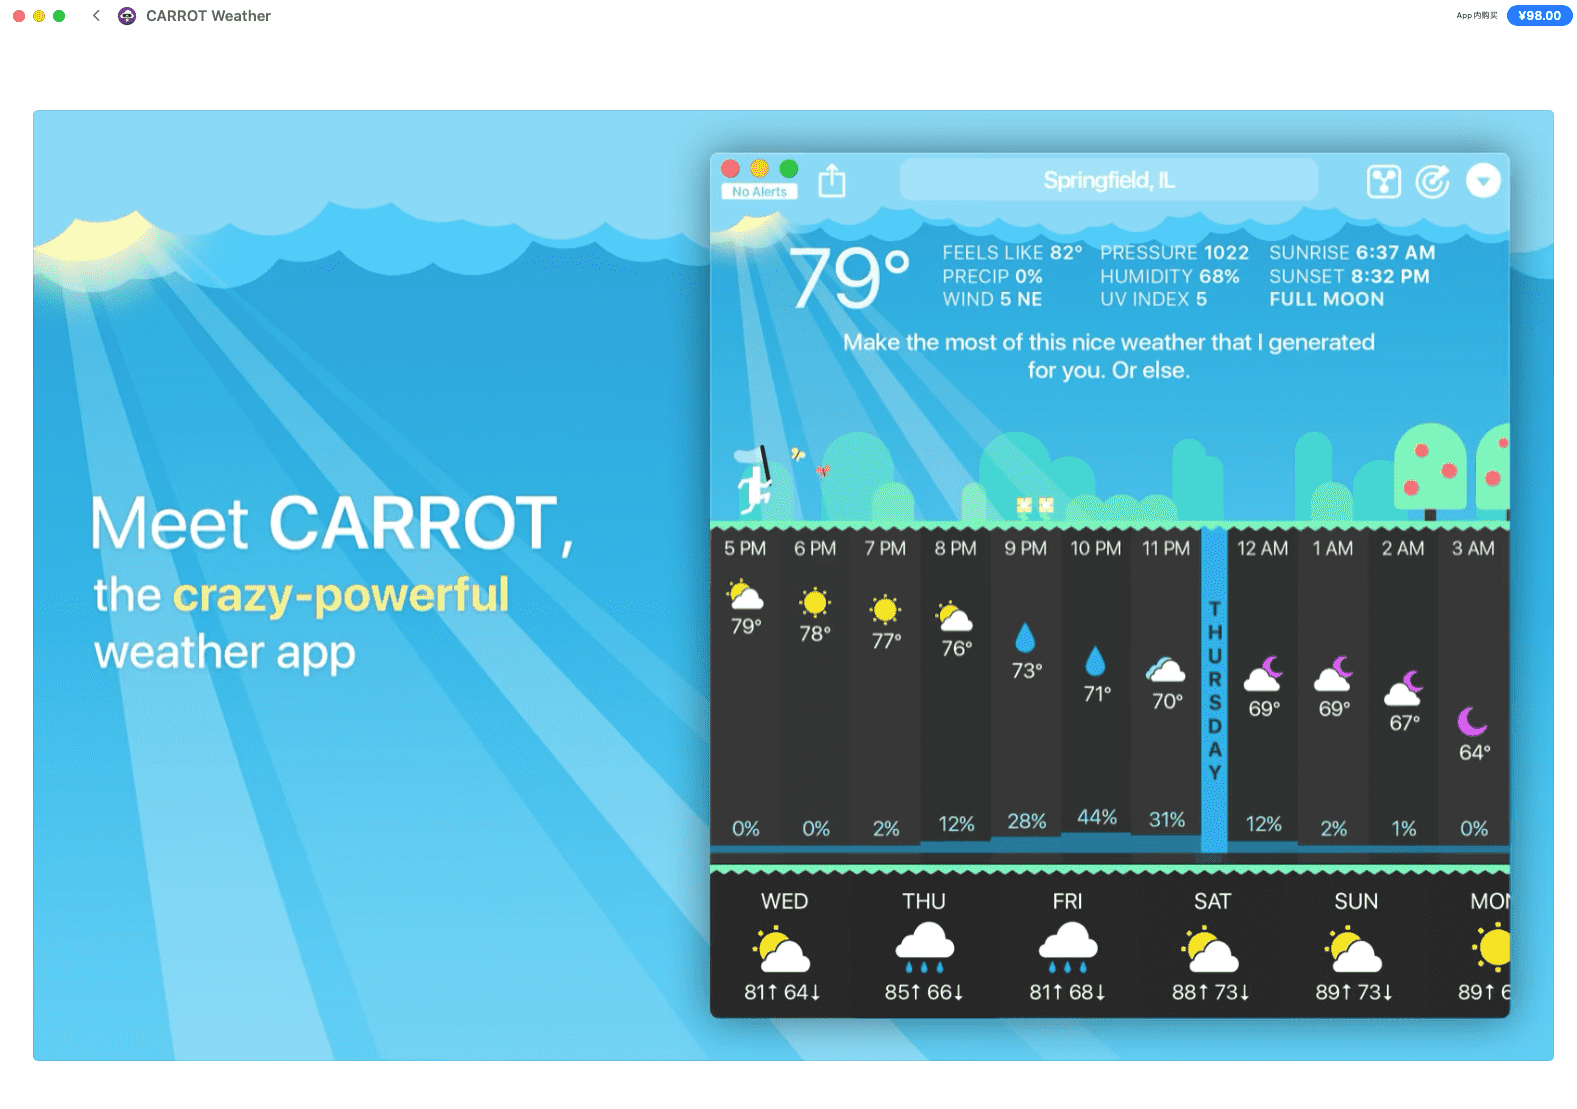 CARROT Weather
App内购买
¥98.00
No Alerts
Springfield, IL
79°
FEELS LIKE 82° PRESSURE 1022 SUNRISE 6:37 AM
PRECIP 0% HUMIDITY 68% SUNSET 8:32 PM
WIND 5 NE UV INDEX 5 FULL MOON
Make the most of this nice weather that I generated
for you. Or else.
Meet CARROT,
the crazy-powerful
weather app
5 PM 6 PM 7 PM 8 PM 9 PM 10 PM 11 PM THURSDAY 12 AM 1 AM 2 AM 3 AM
79° 78° 77° 76° 73° 71° 70° 69° 69° 67° 64°
0% 0% 2% 12% 28% 44% 31% 12% 2% 1% 0%
WED THU FRI SAT SUN MON
81↑ 64↓ 85↑ 66↓ 81↑ 68↓ 88↑ 73↓ 89↑ 73↓ 89↑ 6